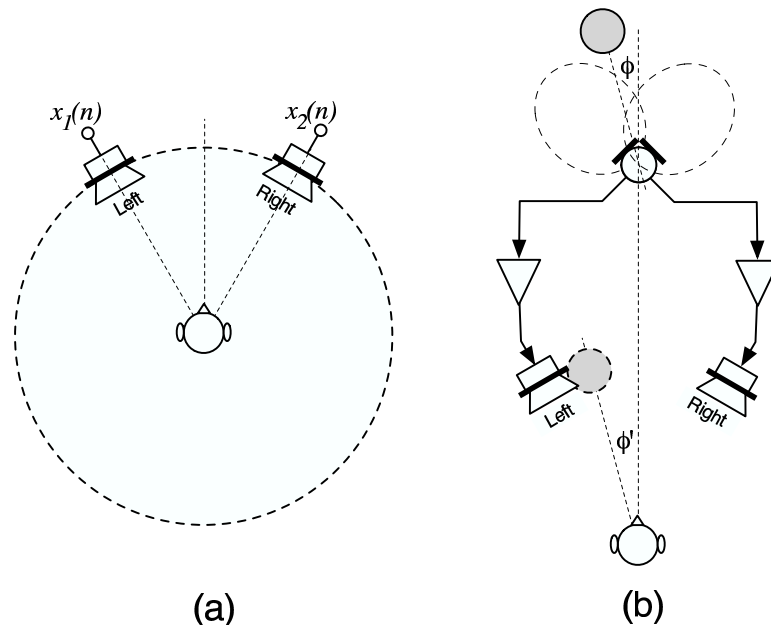 x1(n)
x2(n)
Left
Right
(a)
ϕ
Left
Right
ϕ'
(b)